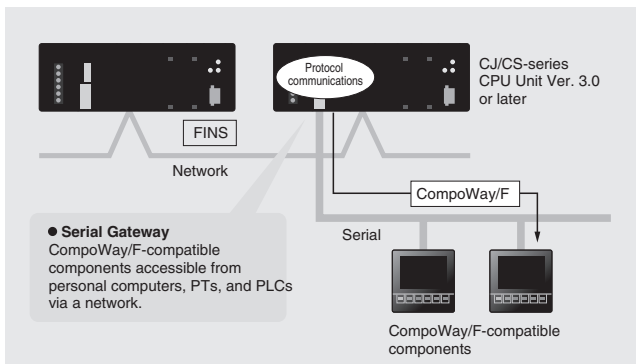 Protocol
communications
CJ/CS-series
CPU Unit Ver. 3.0
or later
FINS
Network
CompoWay/F
● Serial Gateway
CompoWay/F-compatible
components accessible from
personal computers, PTs, and PLCs
via a network.
Serial
CompoWay/F-compatible
components